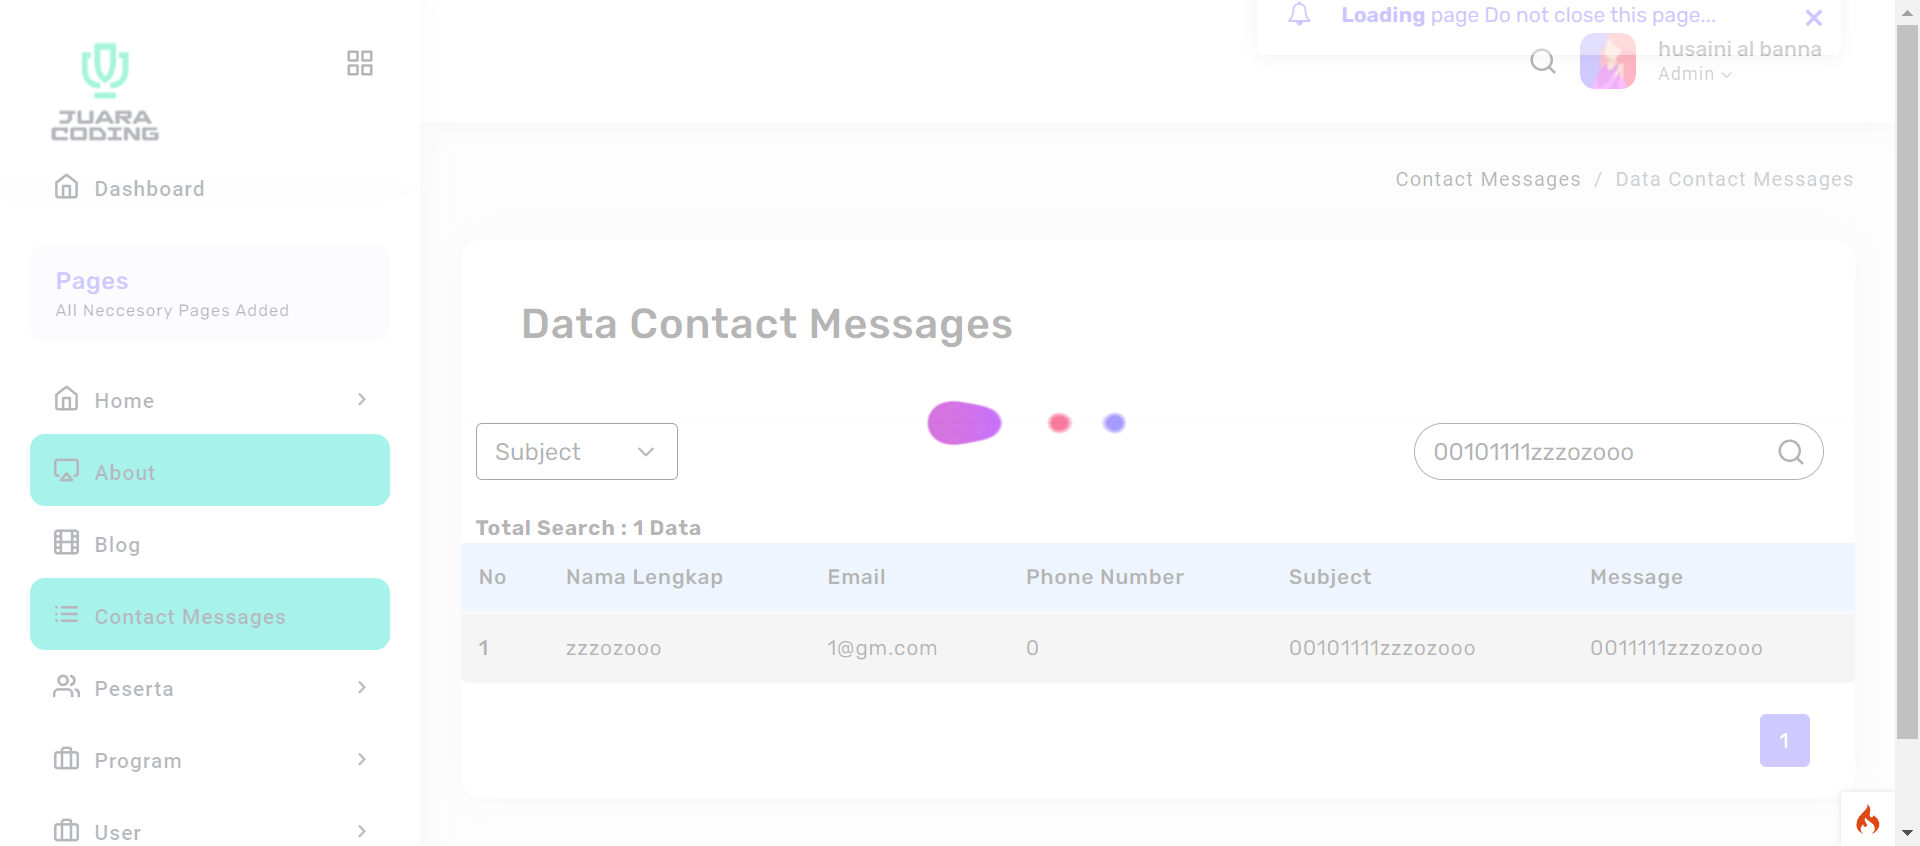 Loading page Do not close this page...
husaini al banna
Admin
JUARA
CODING
Dashboard
Contact Messages / Data Contact Messages
Pages
All Neccesory Pages Added
Home
About
Blog
Contact Messages
Peserta
Program
User
Data Contact Messages
Subject
00101111zzzozooo
Total Search : 1 Data
No Nama Lengkap Email Phone Number Subject Message
1 zzzozooo 1@gm.com 0 00101111zzzozooo 0011111zzzozooo
1